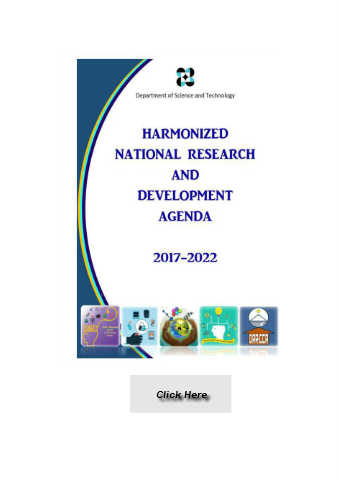 Department of Science and Technology
HARMONIZED
NATIONAL RESEARCH
AND
DEVELOPMENT
AGENDA
2017-2022
Click Here